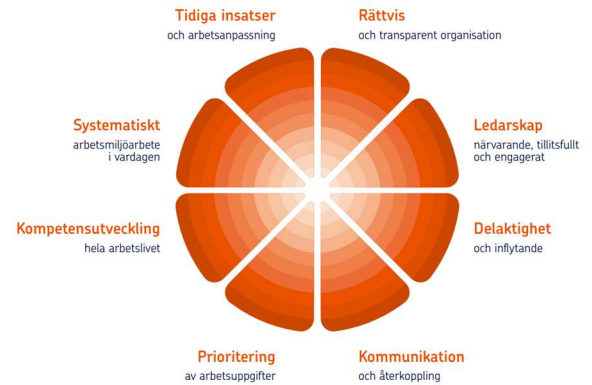 Tidiga insatser
och arbetsanpassning
Rättvis
och transparent organisation
Ledarskap
närvarande, tillitsfullt
och engagerat
Delaktighet
och inflytande
Kommunikation
och återkoppling
Prioritering
av arbetsuppgifter
Kompetensutveckling
hela arbetslivet
Systematiskt
arbetsmiljöarbete
i vardagen